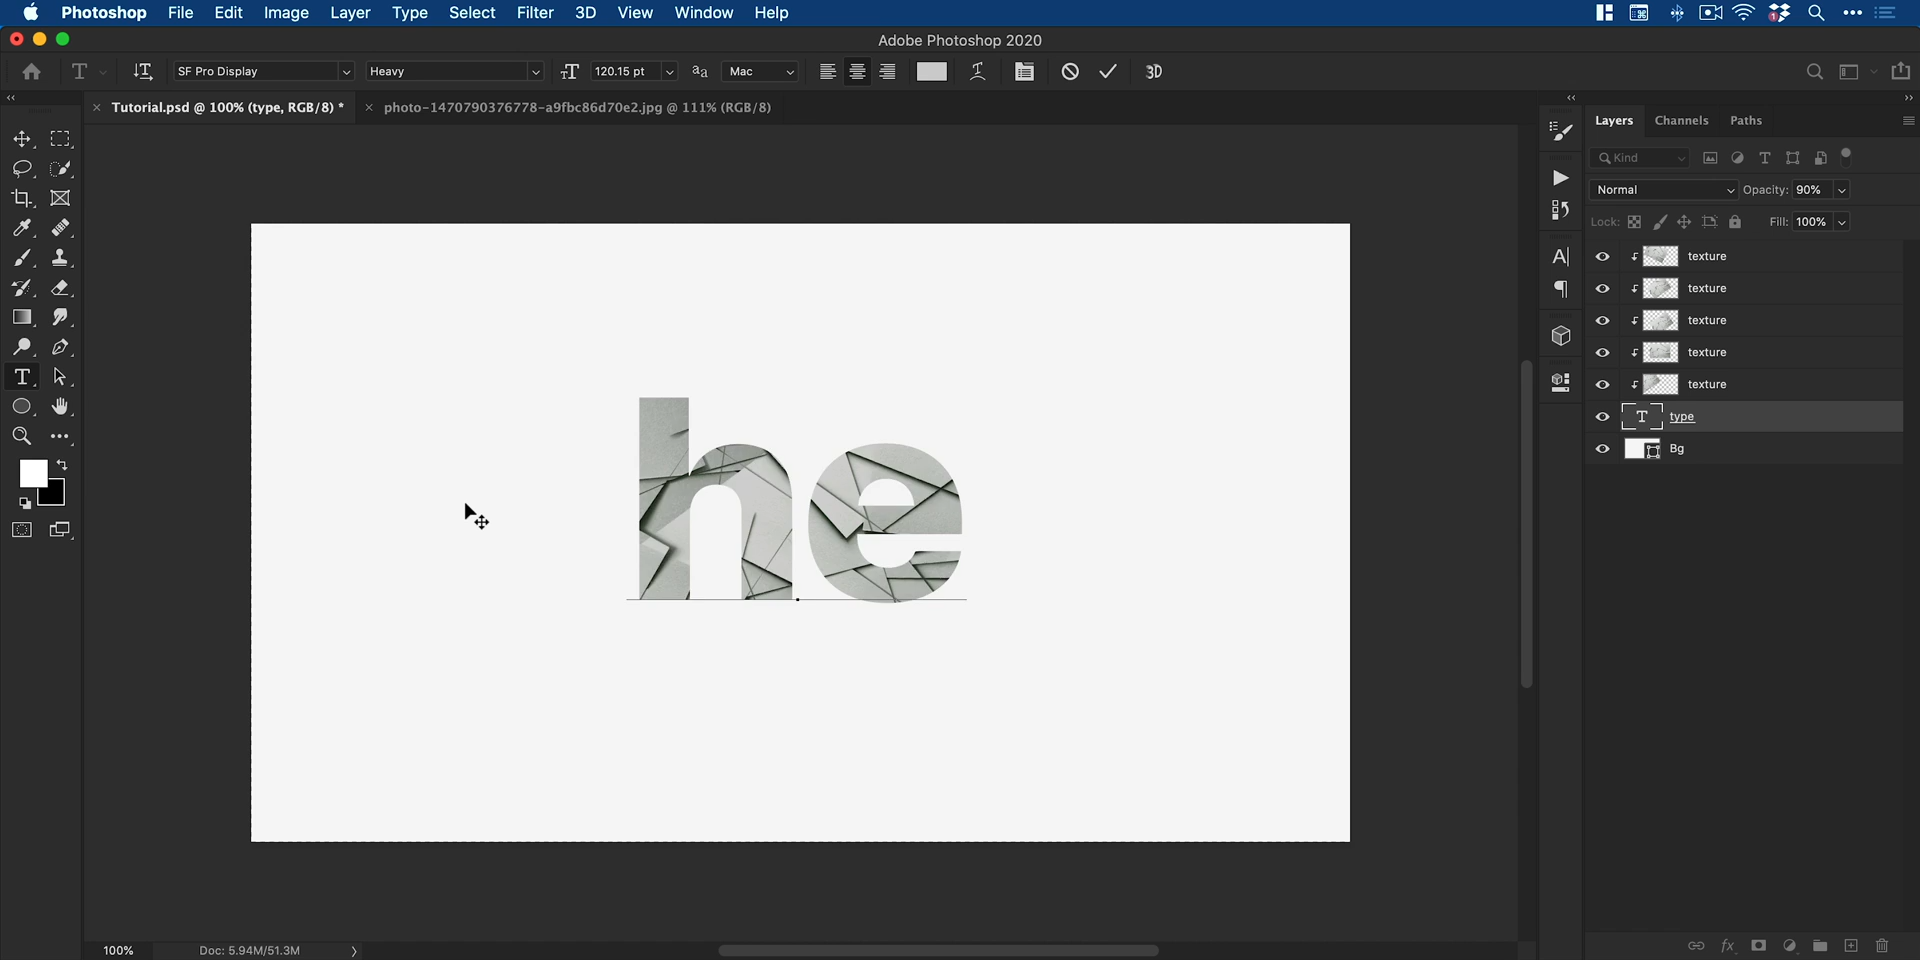 Photoshop File Edit Image Layer Type Select Filter 3D View Window Help
Adobe Photoshop 2020
SF Pro Display Heavy 120.15 pt Mac 3D
Tutorial.psd @ 100% (type, RGB/8) * photo-1470790376778-a9fbc86d70e2.jpg @ 111% (RGB/8)
Layers Channels Paths
Kind
Normal Opacity: 90%
Lock: Fill: 100%
texture
texture
texture
texture
texture
type
Bg
he
100% Doc: 5.94M/51.3M